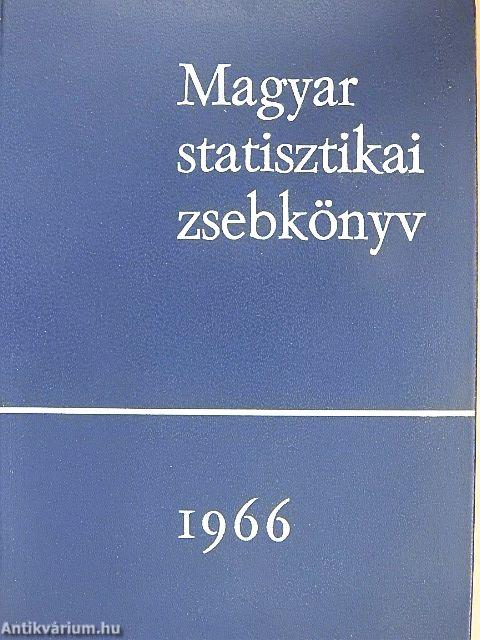 Magyar
statisztikai
zsebkönyv
1966
Antikvárium.hu